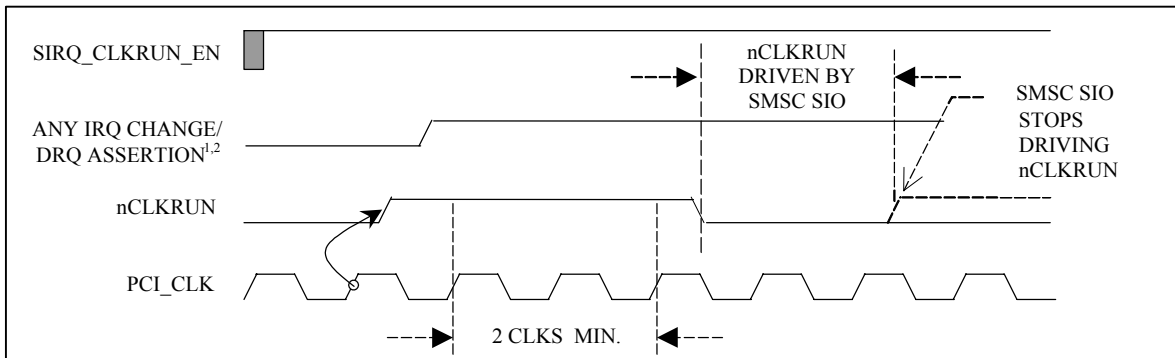 SIRQ_CLKRUN_EN
nCLKRUN
DRIVEN BY
SMSC SIO
SMSC SIO
STOPS
DRIVING
nCLKRUN
ANY IRQ CHANGE/
DRQ ASSERTION1,2
nCLKRUN
PCI_CLK
2 CLKS MIN.